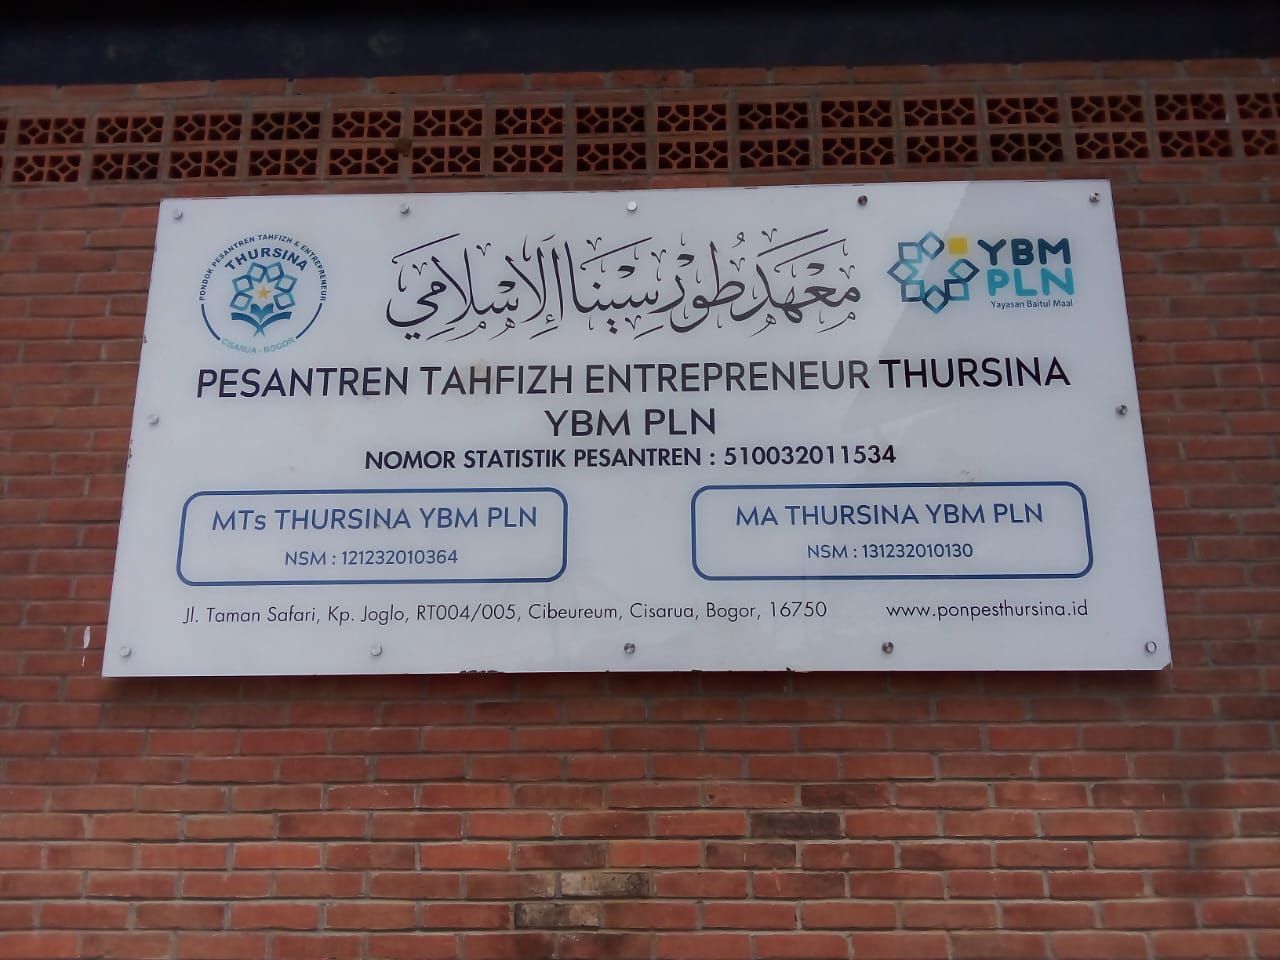 PONDOK PESANTREN TAHFIZH & ENTREPRENEUR
THURSINA
CISARUA - BOGOR
معهد طور سينا الإسلامي
YBM
PLN
Yayasan Baitul Maal
PESANTREN TAHFIZH ENTREPRENEUR THURSINA
YBM PLN
NOMOR STATISTIK PESANTREN : 510032011534
MTs THURSINA YBM PLN
NSM : 121232010364
MA THURSINA YBM PLN
NSM : 131232010130
Jl. Taman Safari, Kp. Joglo, RT004/005, Cibeureum, Cisarua, Bogor, 16750
www.ponpesthursina.id